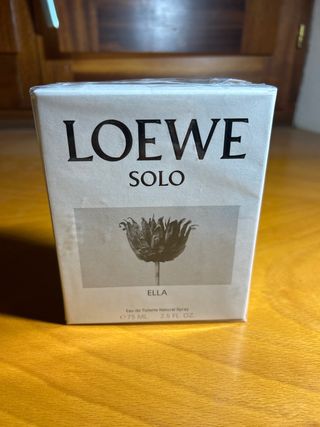 LOEWE
SOLO
ELLA
Eau de Toilette Natural Spray
℮75 ML  2.5 FL. OZ.